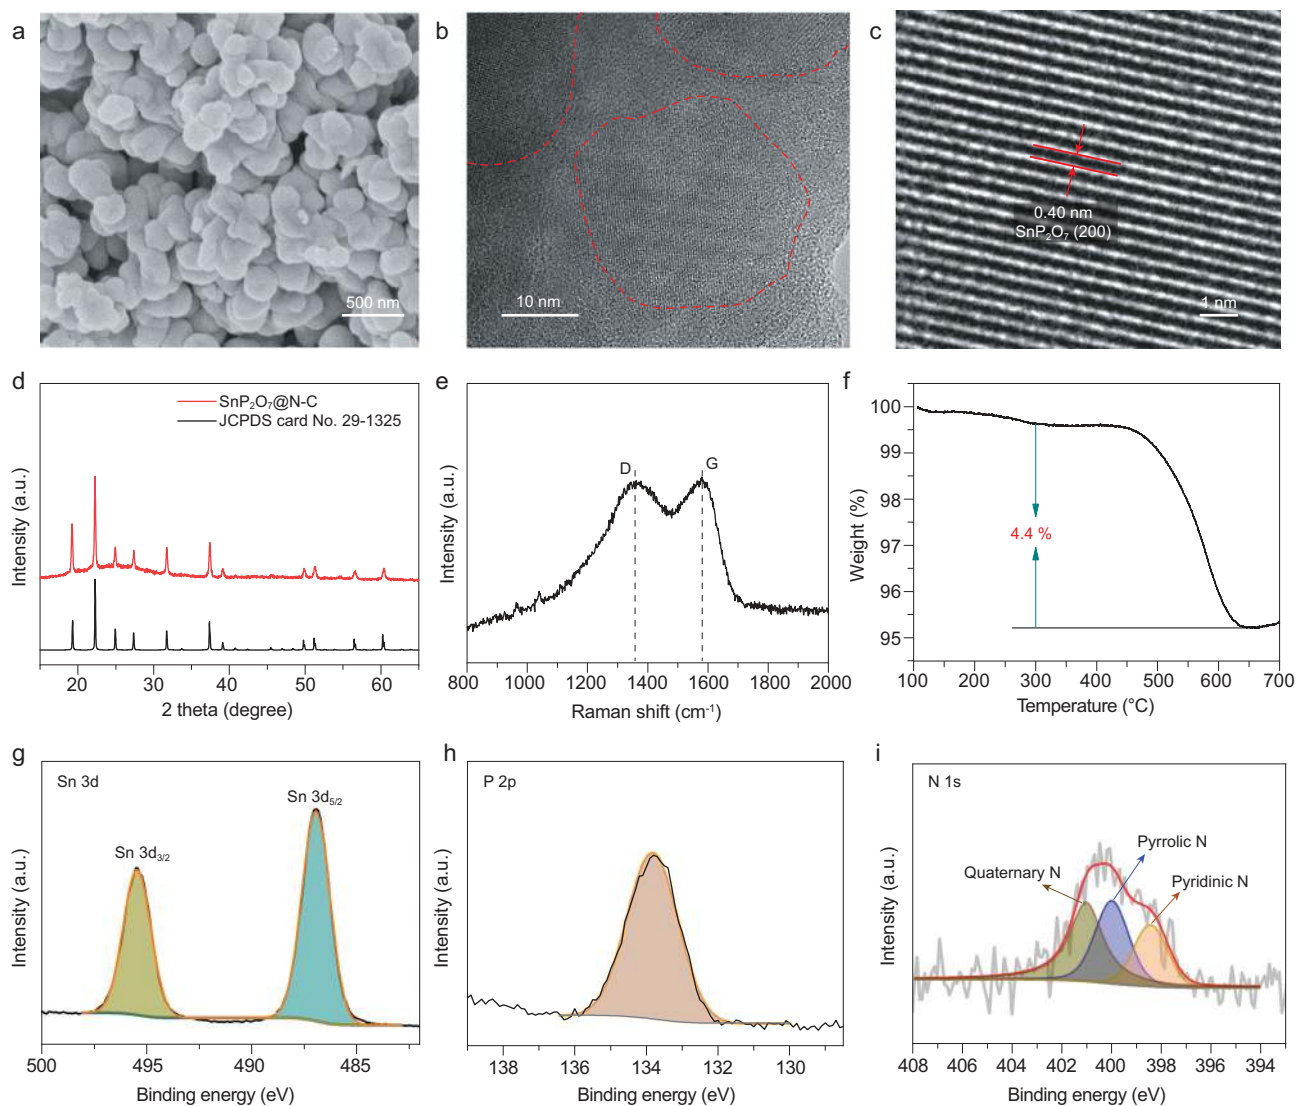 a
500 nm
b
10 nm
c
0.40 nm
SnP₂O₇ (200)
1 nm
d
SnP₂O₇@N-C
JCPDS card No. 29-1325
Intensity (a.u.)
20 30 40 50 60
2 theta (degree)
e
D G
Intensity (a.u.)
800 1000 1200 1400 1600 1800 2000
Raman shift (cm⁻¹)
f
100
99
98
97
96
95
4.4 %
Weight (%)
100 200 300 400 500 600 700
Temperature (°C)
g
Sn 3d
Sn 3d₅/₂
Sn 3d₃/₂
Intensity (a.u.)
500 495 490 485
Binding energy (eV)
h
P 2p
Intensity (a.u.)
138 136 134 132 130
Binding energy (eV)
i
N 1s
Pyrrolic N
Quaternary N
Pyridinic N
Intensity (a.u.)
408 406 404 402 400 398 396 394
Binding energy (eV)